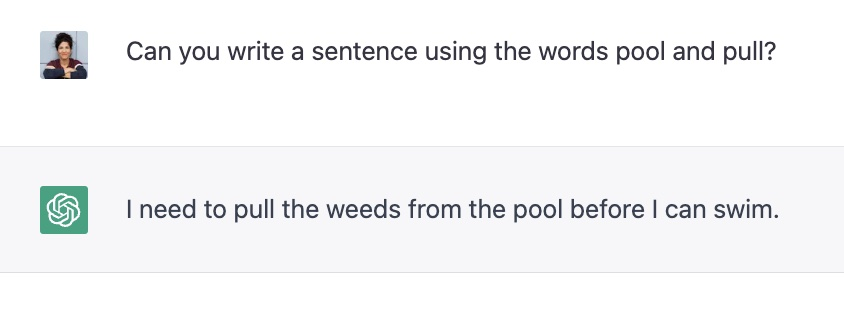 Can you write a sentence using the words pool and pull?
I need to pull the weeds from the pool before I can swim.